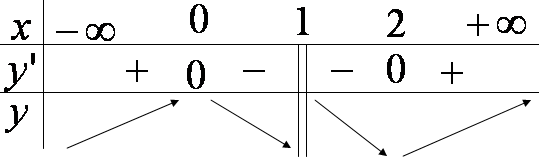 x −∞ 0 1 2 +∞
y' + 0 − − 0 +
y